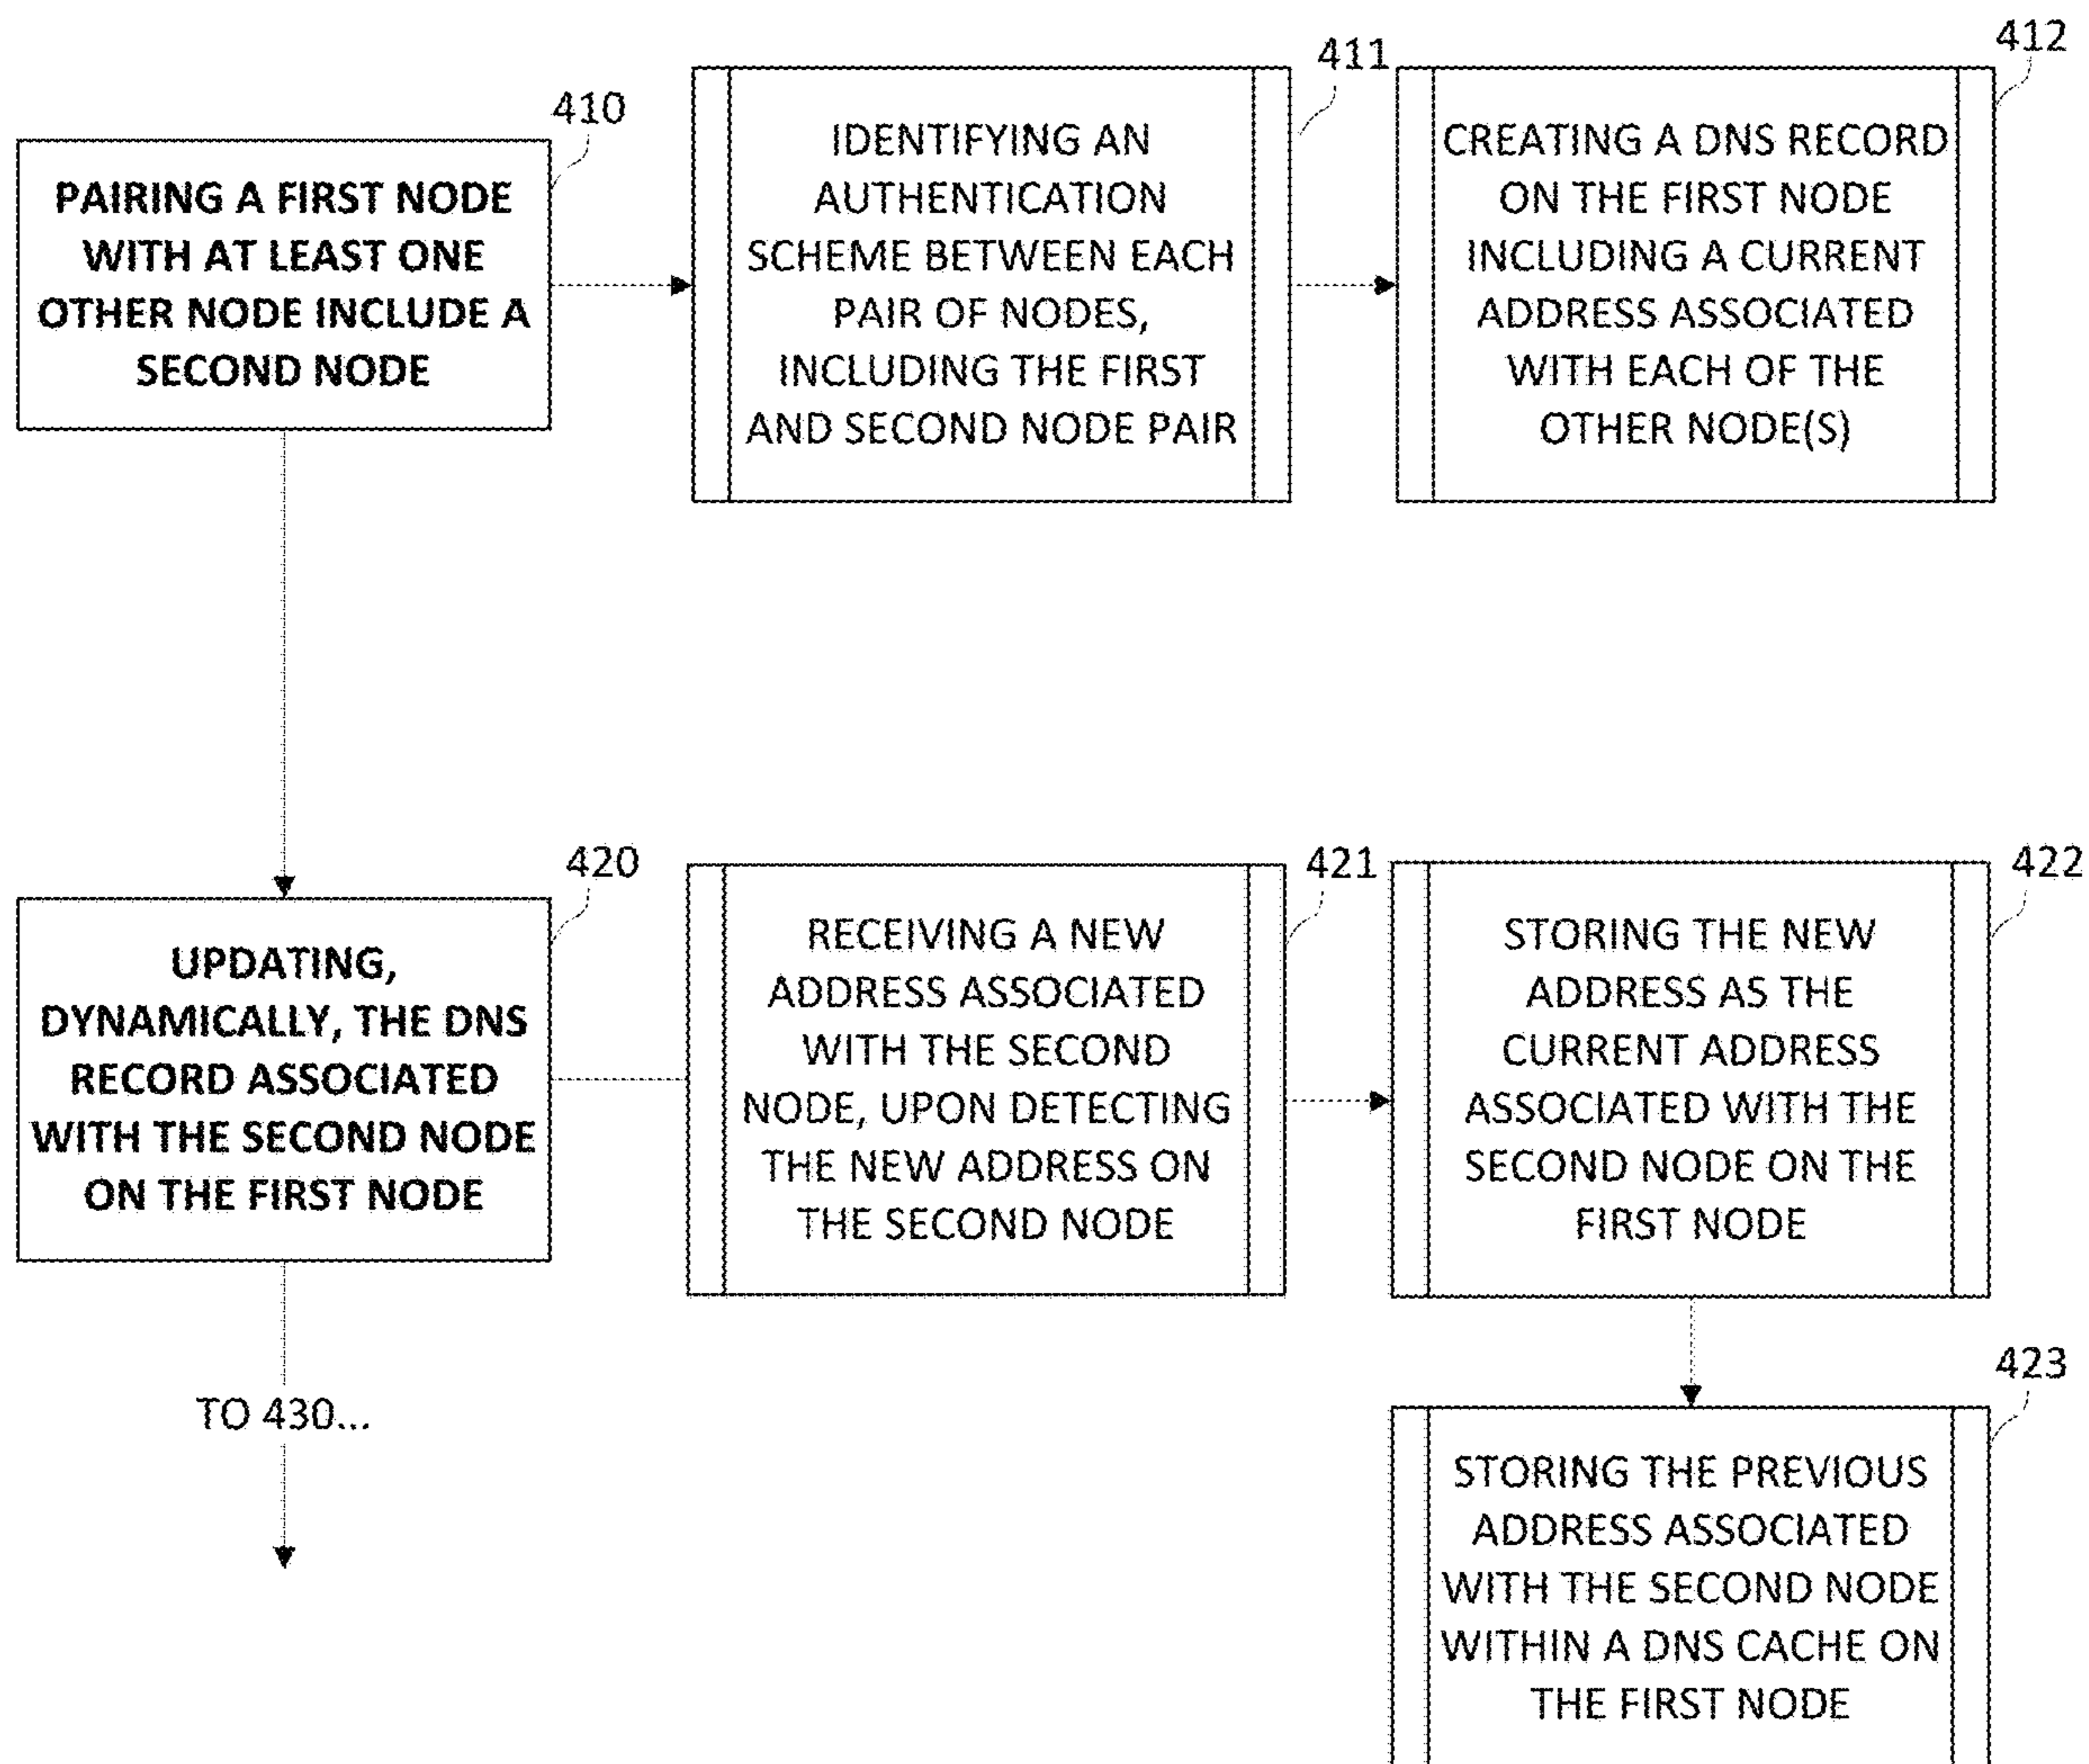 410
PAIRING A FIRST NODE
WITH AT LEAST ONE
OTHER NODE INCLUDE A
SECOND NODE
411
IDENTIFYING AN
AUTHENTICATION
SCHEME BETWEEN EACH
PAIR OF NODES,
INCLUDING THE FIRST
AND SECOND NODE PAIR
412
CREATING A DNS RECORD
ON THE FIRST NODE
INCLUDING A CURRENT
ADDRESS ASSOCIATED
WITH EACH OF THE
OTHER NODE(S)
420
UPDATING,
DYNAMICALLY, THE DNS
RECORD ASSOCIATED
WITH THE SECOND NODE
ON THE FIRST NODE
421
RECEIVING A NEW
ADDRESS ASSOCIATED
WITH THE SECOND
NODE, UPON DETECTING
THE NEW ADDRESS ON
THE SECOND NODE
422
STORING THE NEW
ADDRESS AS THE
CURRENT ADDRESS
ASSOCIATED WITH THE
SECOND NODE ON THE
FIRST NODE
TO 430...
423
STORING THE PREVIOUS
ADDRESS ASSOCIATED
WITH THE SECOND NODE
WITHIN A DNS CACHE ON
THE FIRST NODE